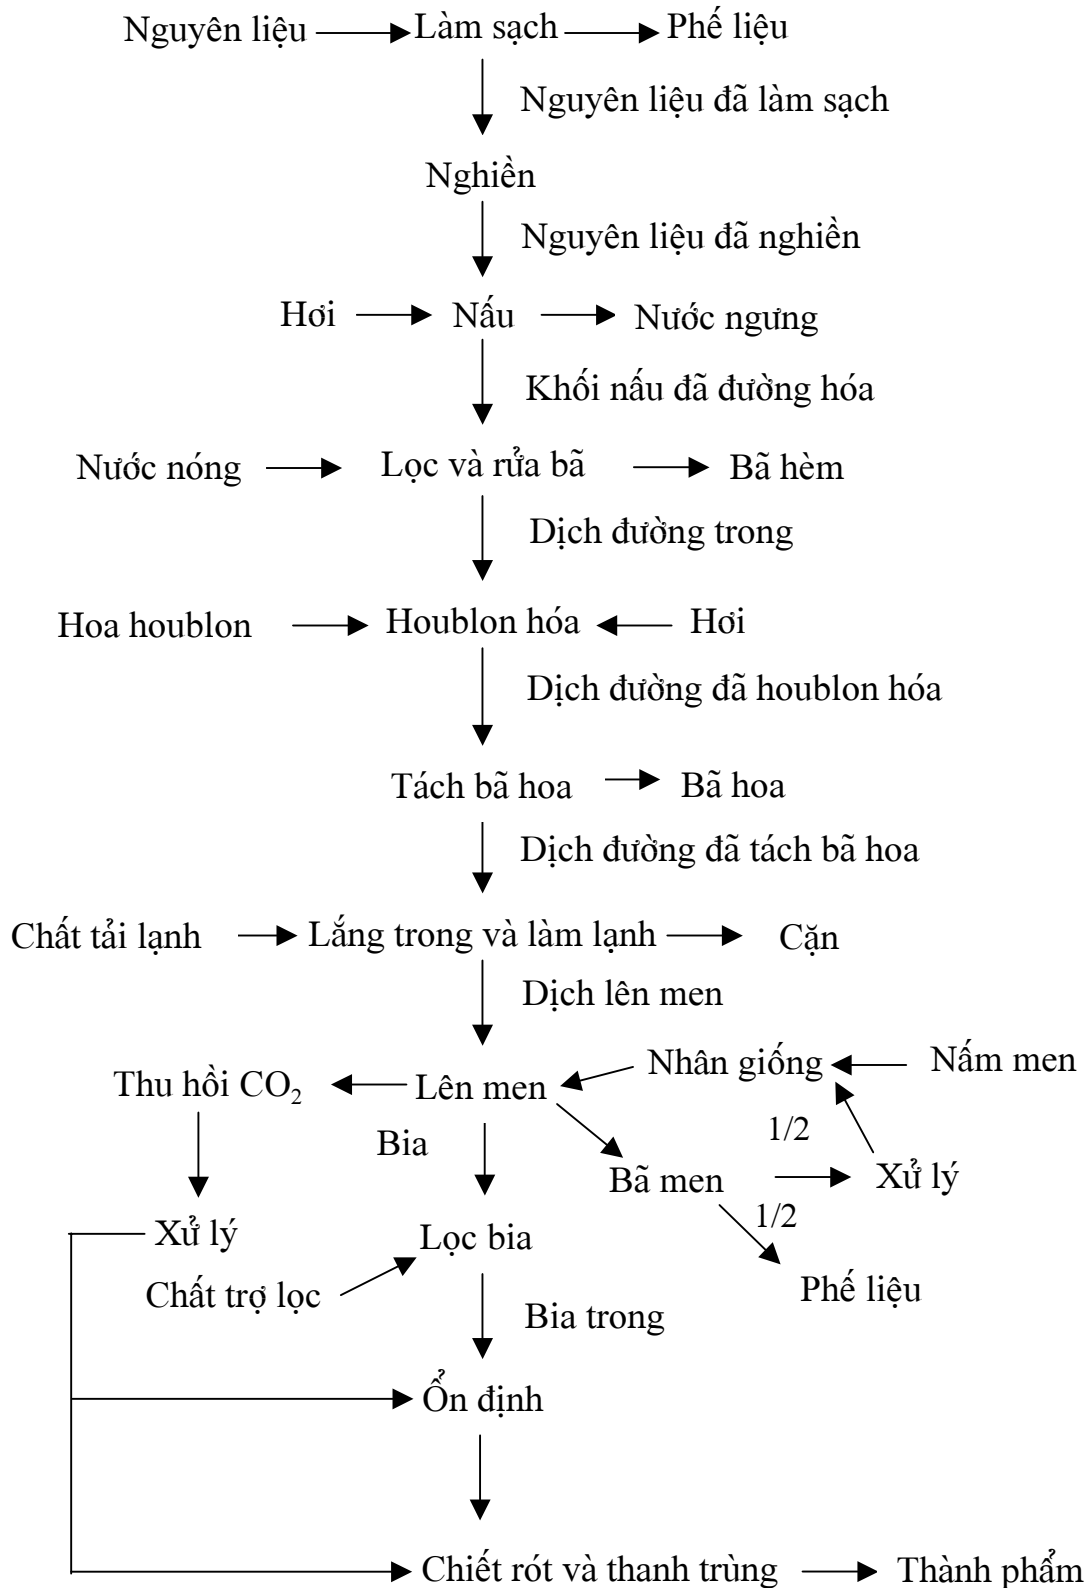 Nguyên liệu Làm sạch Phế liệu
Nguyên liệu đã làm sạch
Nghiền
Nguyên liệu đã nghiền
Hơi Nấu Nước ngưng
Khối nấu đã đường hóa
Nước nóng Lọc và rửa bã Bã hèm
Dịch đường trong
Hoa houblon Houblon hóa Hơi
Dịch đường đã houblon hóa
Tách bã hoa Bã hoa
Dịch đường đã tách bã hoa
Chất tải lạnh Lắng trong và làm lạnh Cặn
Dịch lên men
Thu hồi CO₂ Lên men Nhân giống Nấm men
Bia 1/2
Bã men Xử lý
1/2
Xử lý Lọc bia
Chất trợ lọc Phế liệu
Bia trong
Ổn định
Chiết rót và thanh trùng Thành phẩm